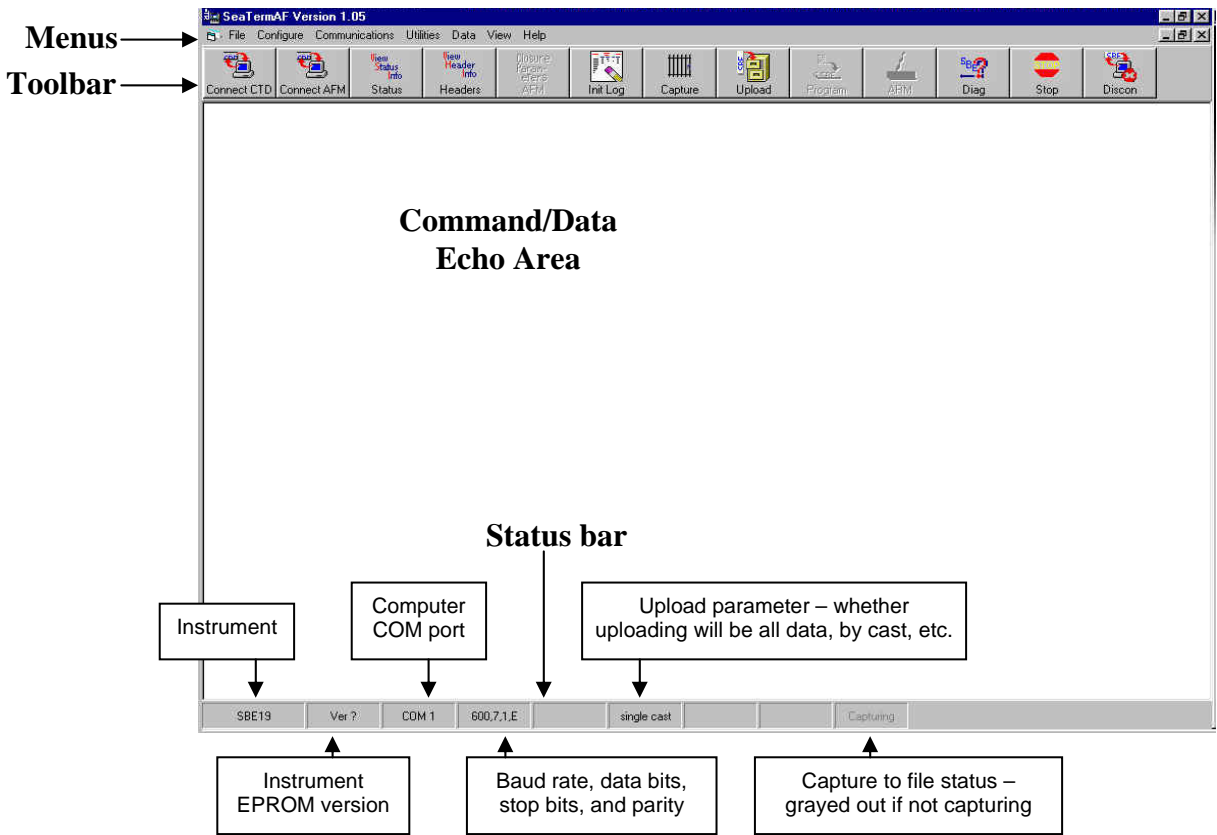 SeaTermAF Version 1.05
Menus
File Configure Communications Utilities Data View Help
Toolbar
View Status Info
View Header Info
Closure Param- eters AFM
SBE
Connect CTD Connect AFM Status Headers Init Log Capture Upload Program ARM Diag Stop Discon
Command/Data
Echo Area
Status bar
Instrument
Computer
COM port
Upload parameter – whether
uploading will be all data, by cast, etc.
SBE19 Ver ? COM 1 600,7,1,E single cast Capturing
Instrument
EPROM version
Baud rate, data bits,
stop bits, and parity
Capture to file status –
grayed out if not capturing